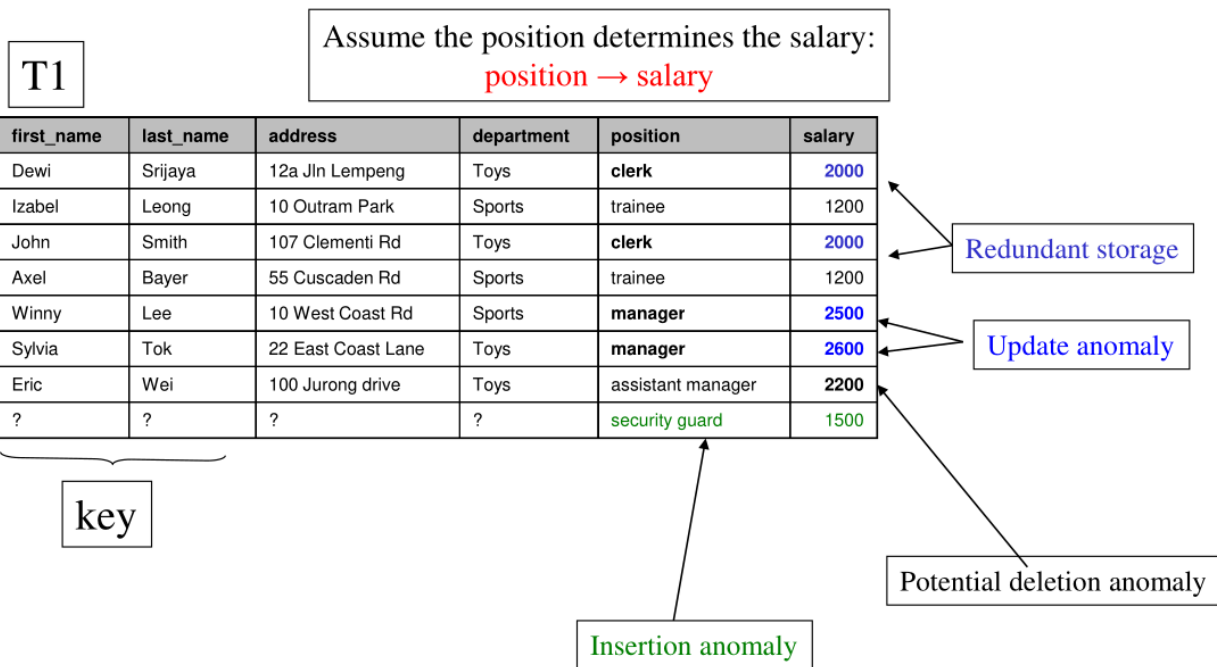 Assume the position determines the salary:
position → salary
T1
first_name last_name address department position salary
Dewi Srijaya 12a Jln Lempeng Toys clerk 2000
Izabel Leong 10 Outram Park Sports trainee 1200
John Smith 107 Clementi Rd Toys clerk 2000
Axel Bayer 55 Cuscaden Rd Sports trainee 1200
Winny Lee 10 West Coast Rd Sports manager 2500
Sylvia Tok 22 East Coast Lane Toys manager 2600
Eric Wei 100 Jurong drive Toys assistant manager 2200
? ? ? ? security guard 1500
Redundant storage
Update anomaly
key
Potential deletion anomaly
Insertion anomaly